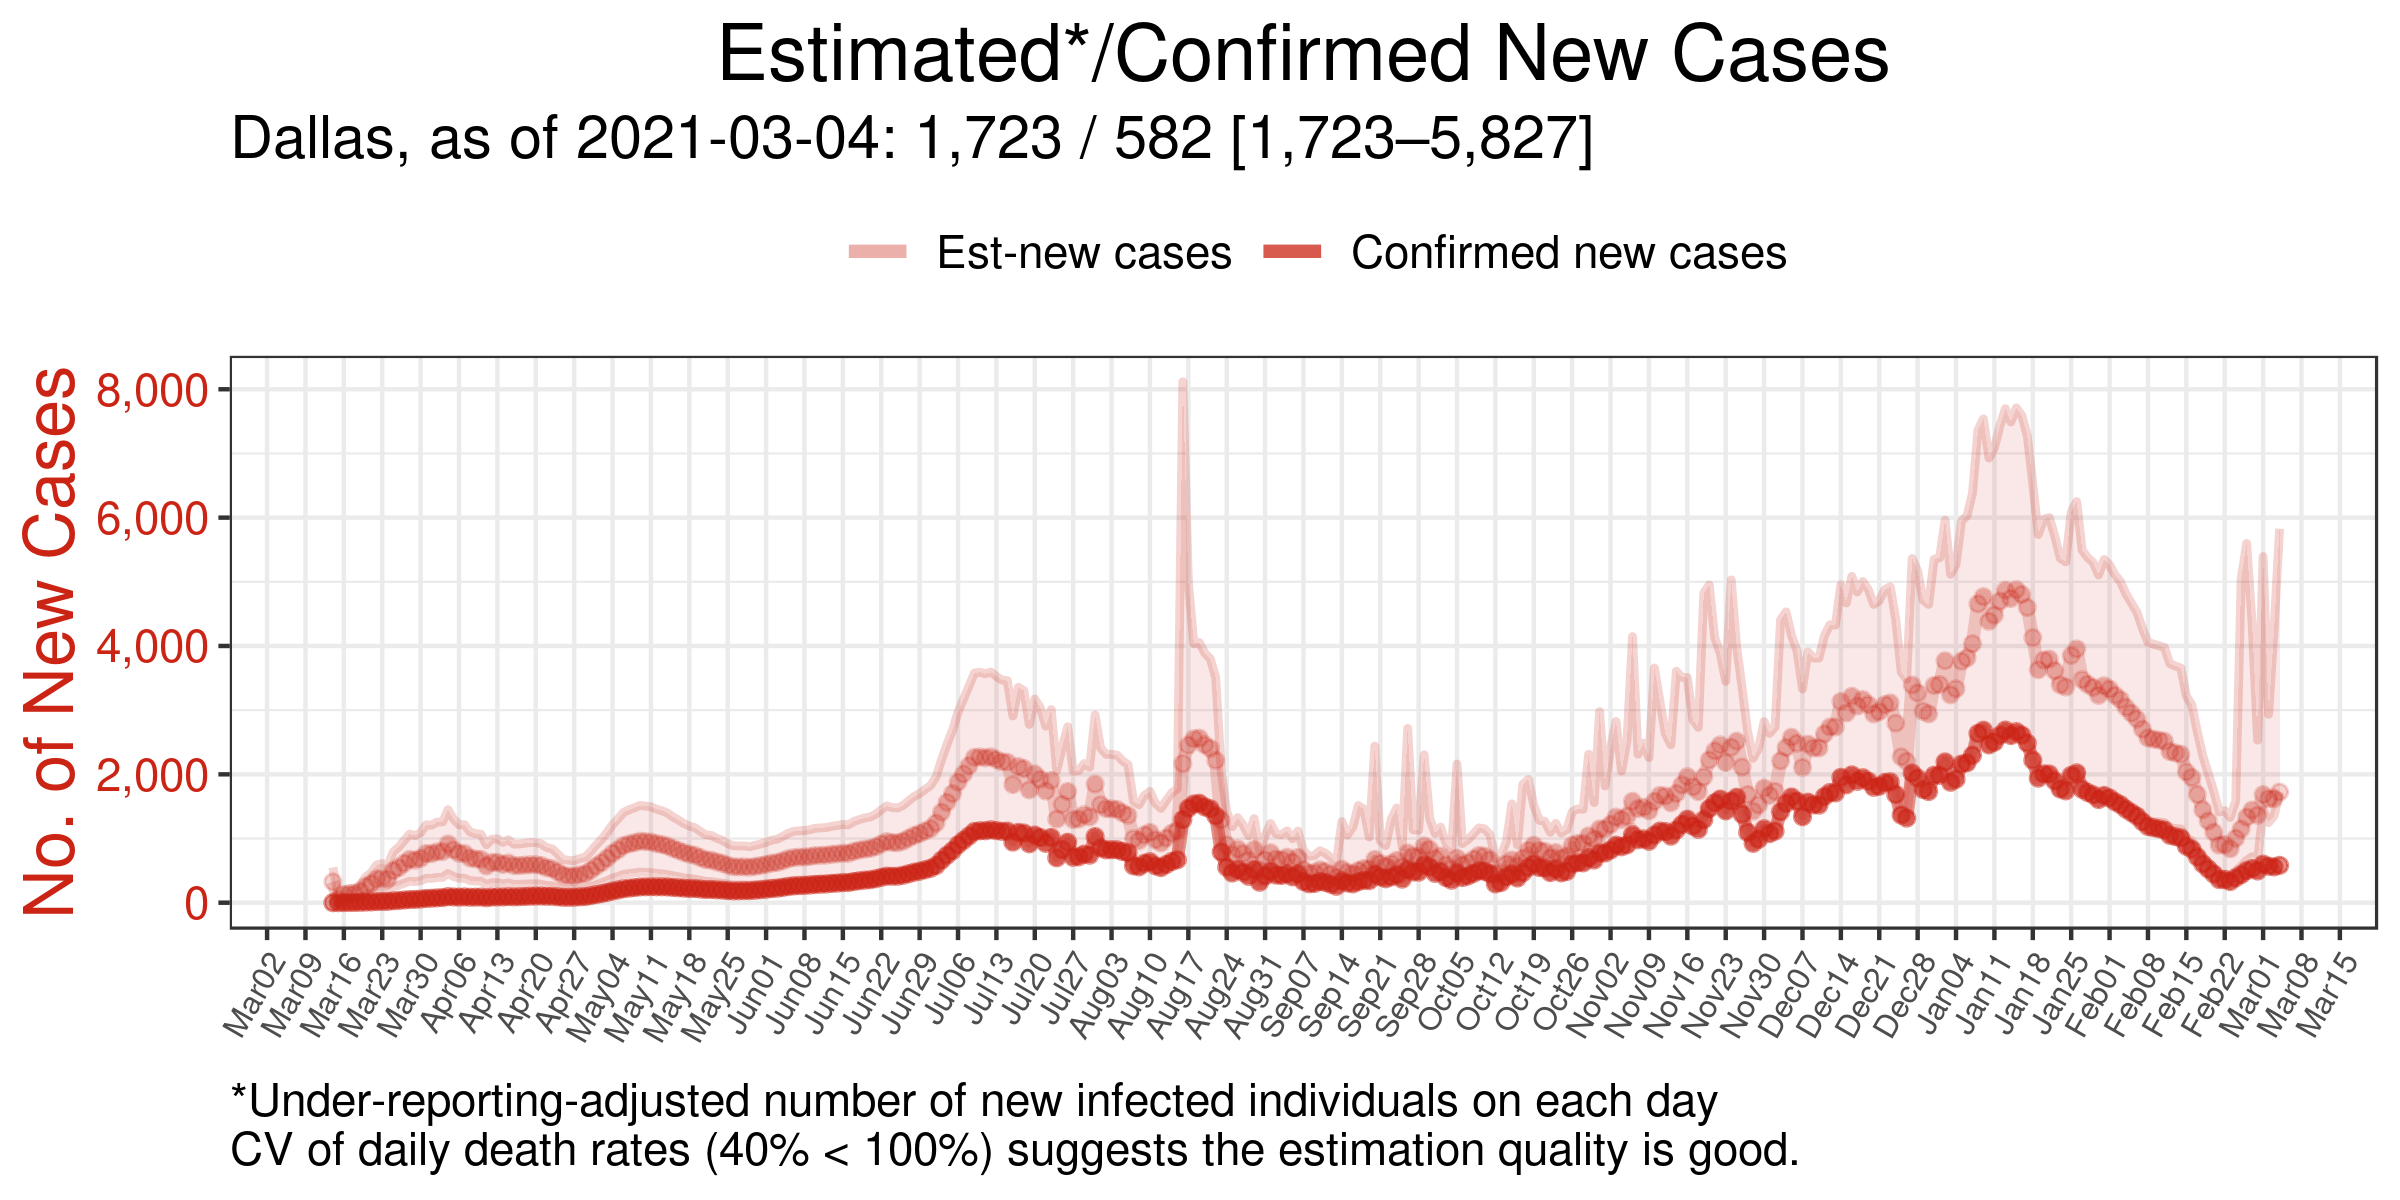 Estimated*/Confirmed New Cases
Dallas, as of 2021-03-04: 1,723 / 582 [1,723–5,827]
Est-new cases Confirmed new cases
No. of New Cases
8,000
6,000
4,000
2,000
0
Mar02 Mar09 Mar16 Mar23 Mar30 Apr06 Apr13 Apr20 Apr27 May04 May11 May18 May25 Jun01 Jun08 Jun15 Jun22 Jun29 Jul06 Jul13 Jul20 Jul27 Aug03 Aug10 Aug17 Aug24 Aug31 Sep07 Sep14 Sep21 Sep28 Oct05 Oct12 Oct19 Oct26 Nov02 Nov09 Nov16 Nov23 Nov30 Dec07 Dec14 Dec21 Dec28 Jan04 Jan11 Jan18 Jan25 Feb01 Feb08 Feb15 Feb22 Mar01 Mar08 Mar15
*Under-reporting-adjusted number of new infected individuals on each day
CV of daily death rates (40% < 100%) suggests the estimation quality is good.